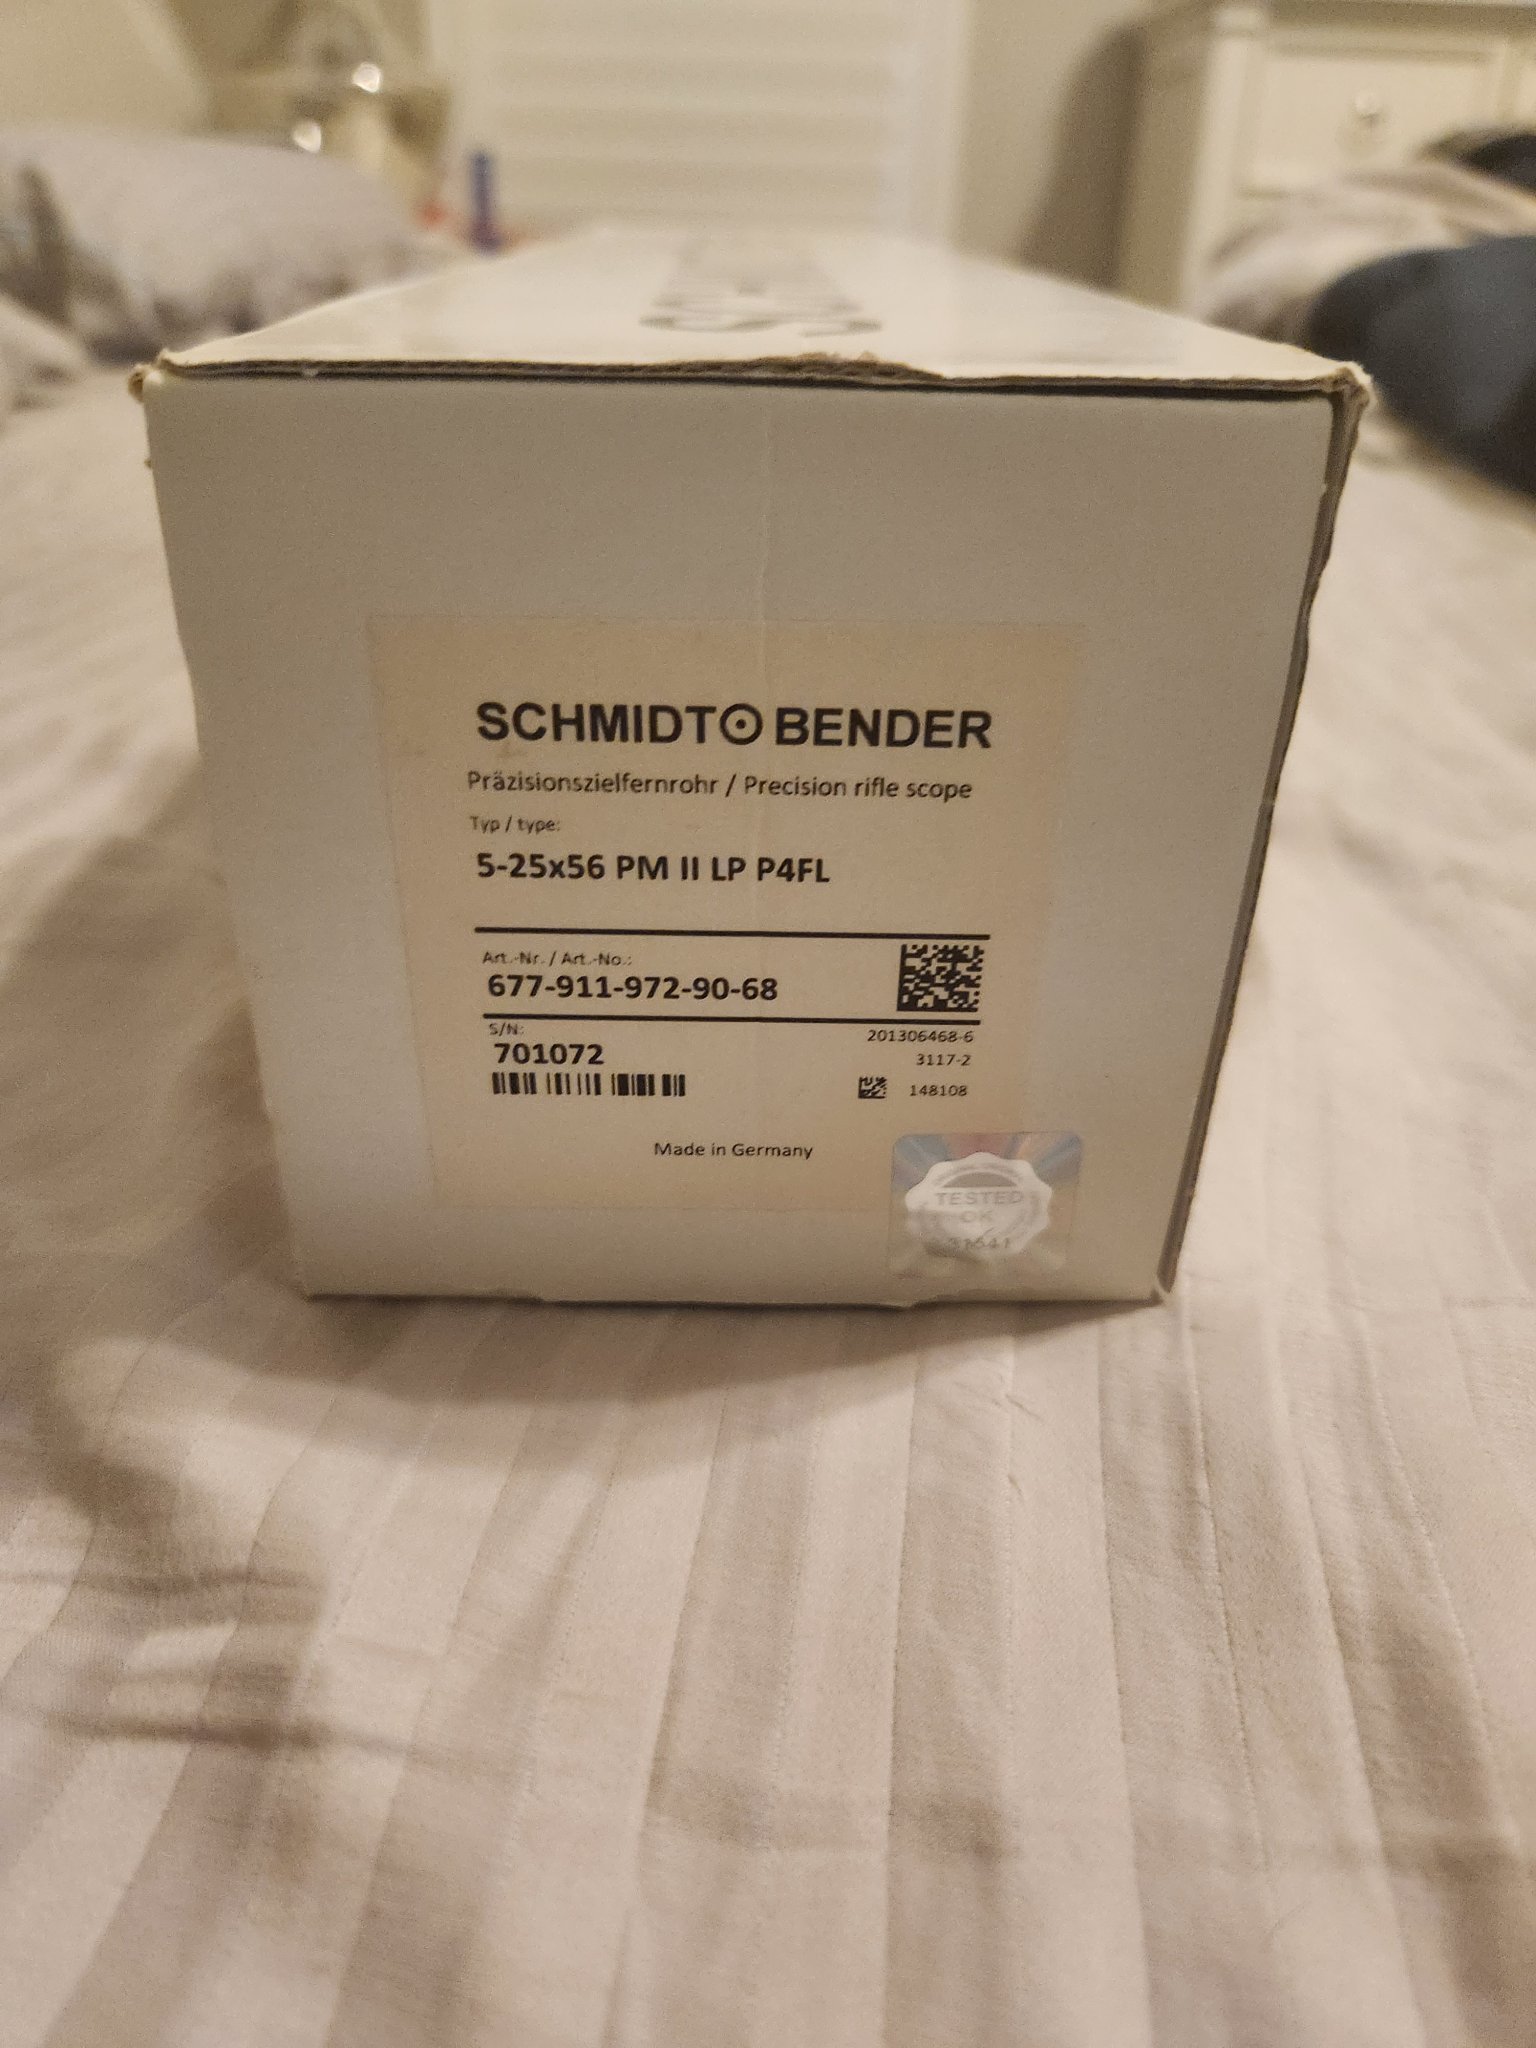 SCHMIDT BENDER
Präzisionszielfernrohr / Precision rifle scope
Typ / type:
5-25x56 PM II LP P4FL
Art.-Nr. / Art.-No.:
677-911-972-90-68
S/N:
701072
201306468-6
3117-2
148108
Made in Germany
TESTED
OK